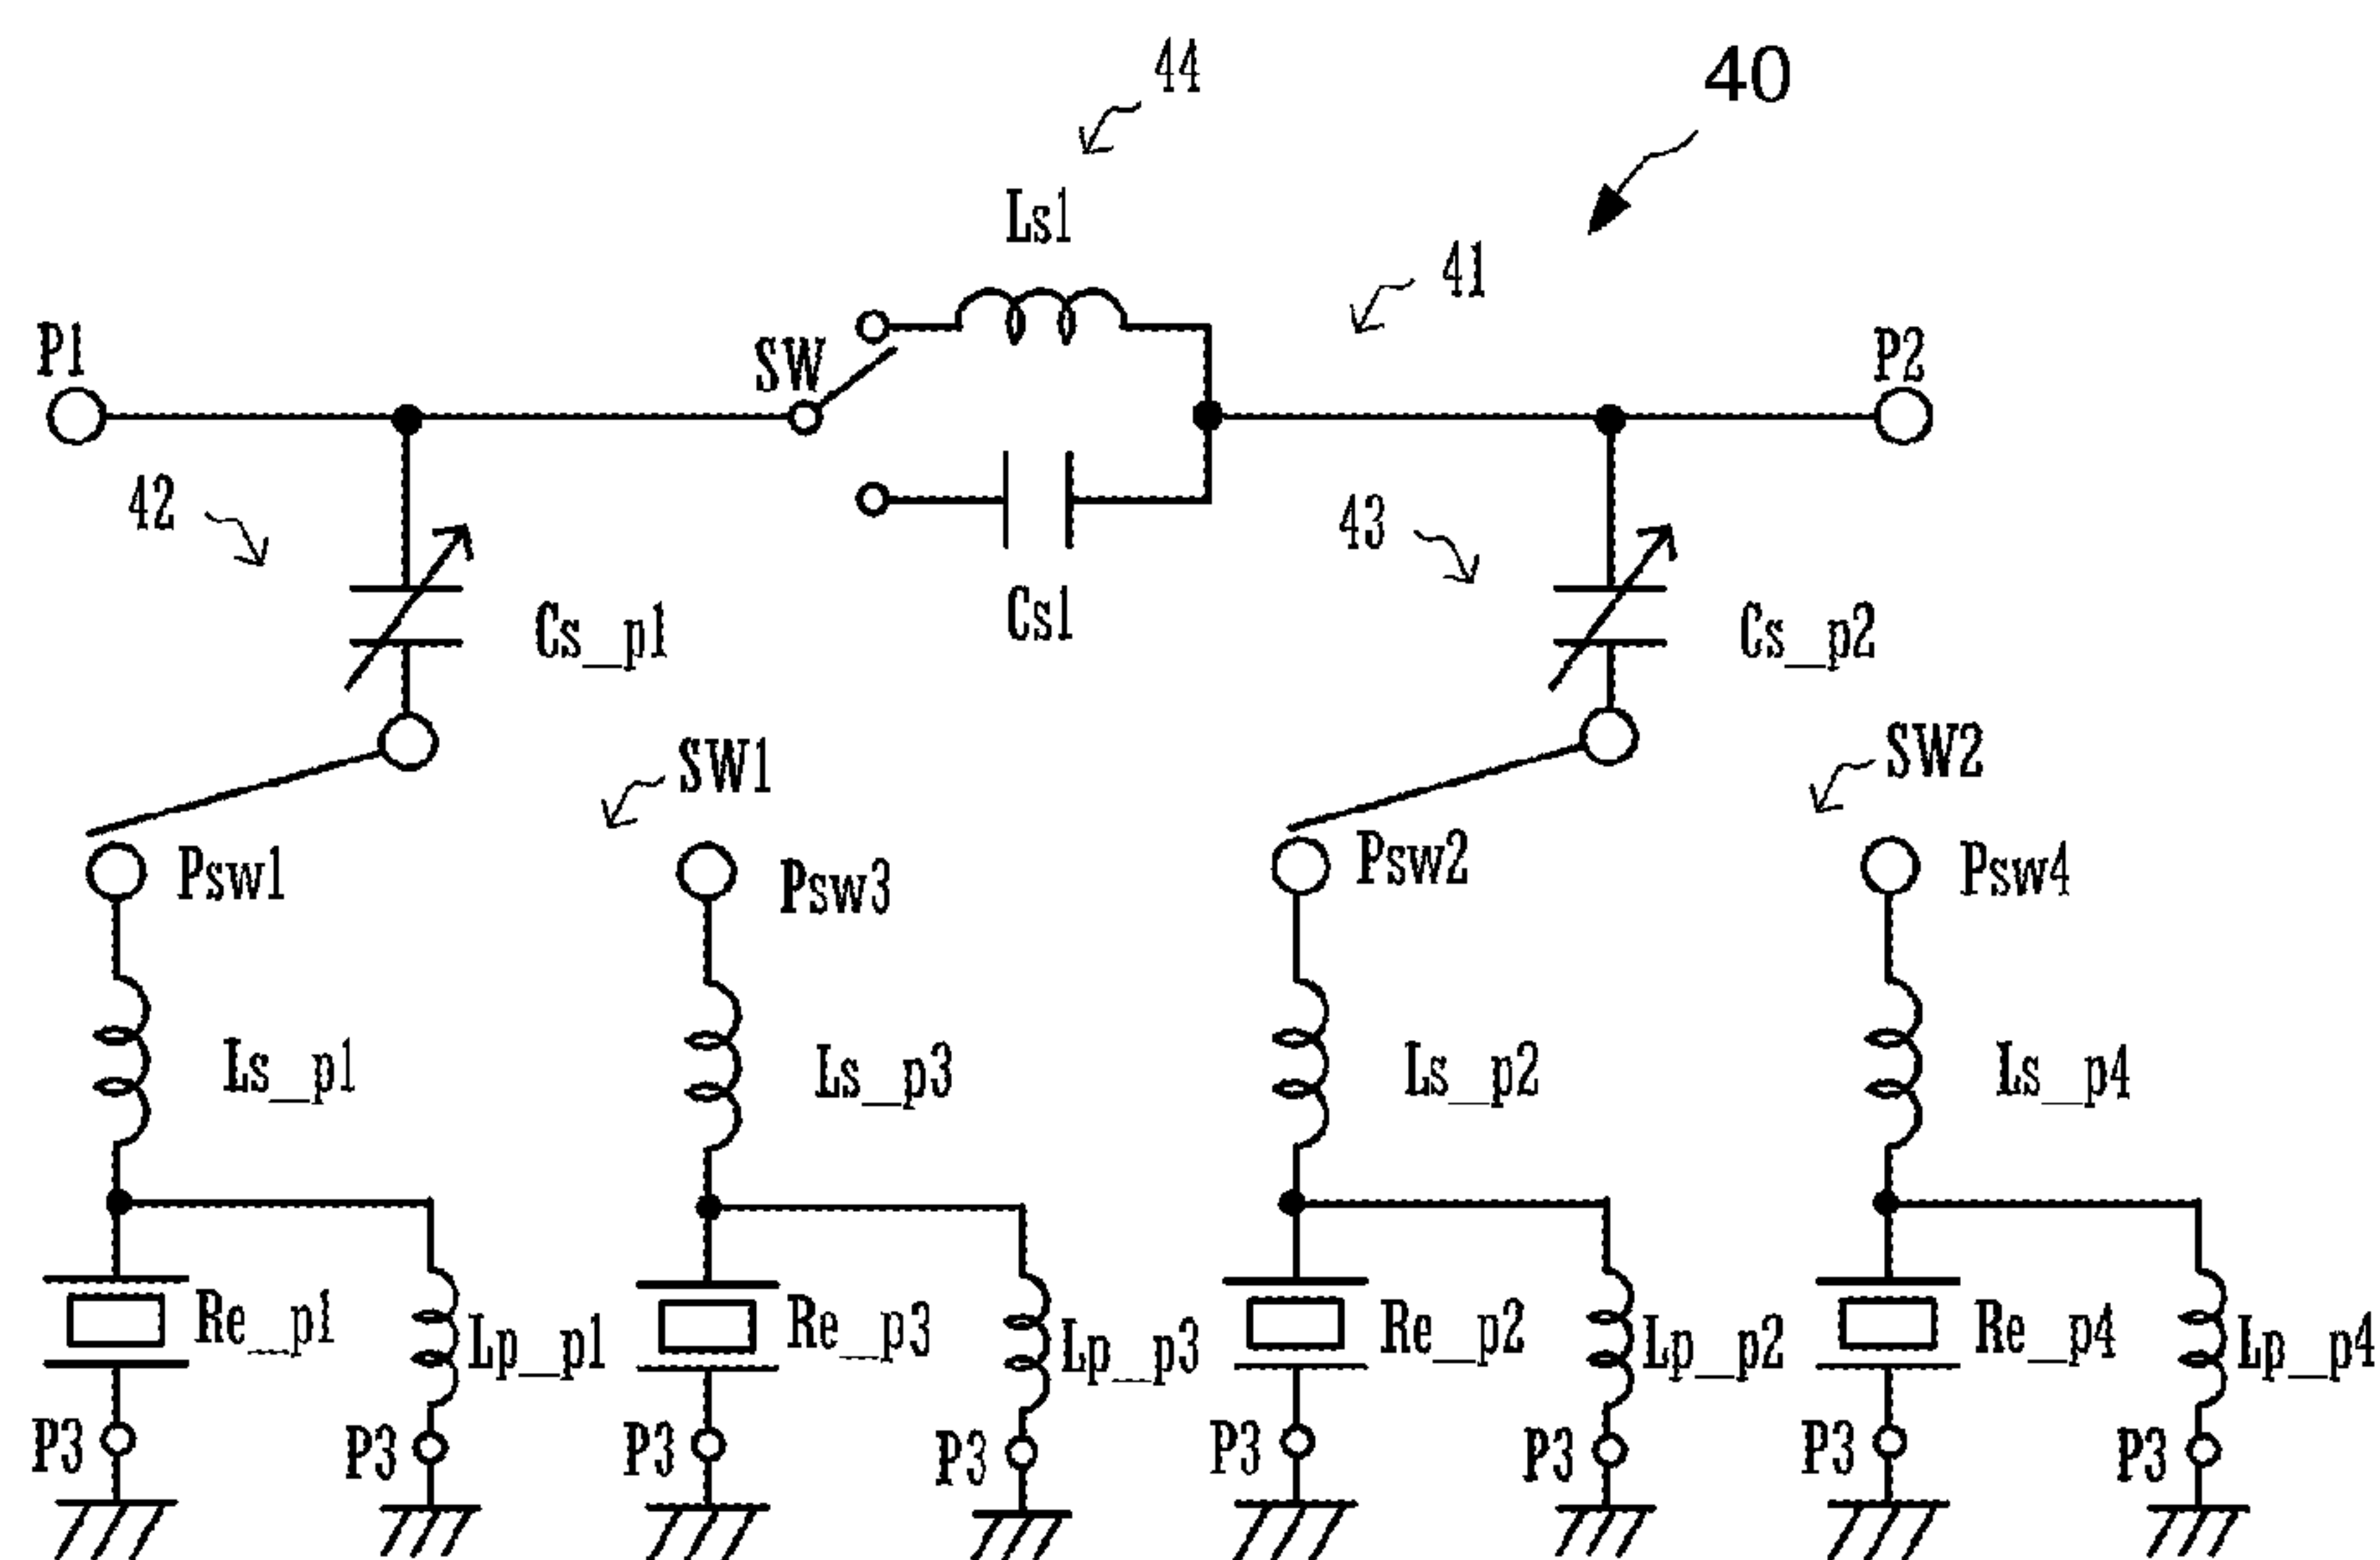 44
40
Ls1
41
P1
SW
P2
42
43
Cs1
Cs_p1
Cs_p2
SW1
SW2
Psw1
Psw3
Psw2
Psw4
Ls_p1
Ls_p3
Ls_p2
Ls_p4
Re_p1
Lp_p1
Re_p3
Lp_p3
Re_p2
Lp_p2
Re_p4
Lp_p4
P3
P3
P3
P3
P3
P3
P3
P3